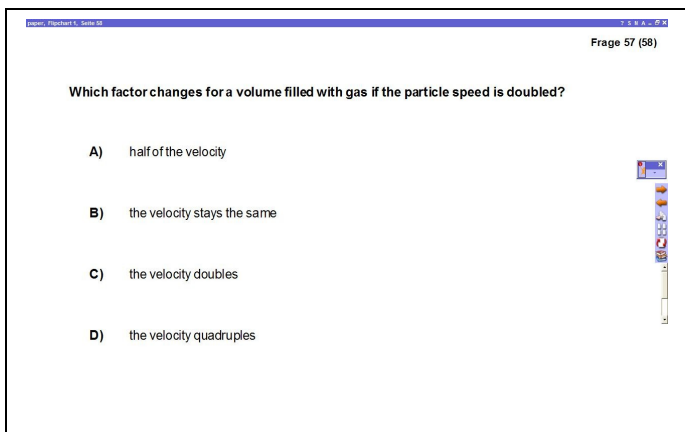 paper, Flipchart 1, Seite 58
Frage 57 (58)
Which factor changes for a volume filled with gas if the particle speed is doubled?
A) half of the velocity
B) the velocity stays the same
C) the velocity doubles
D) the velocity quadruples